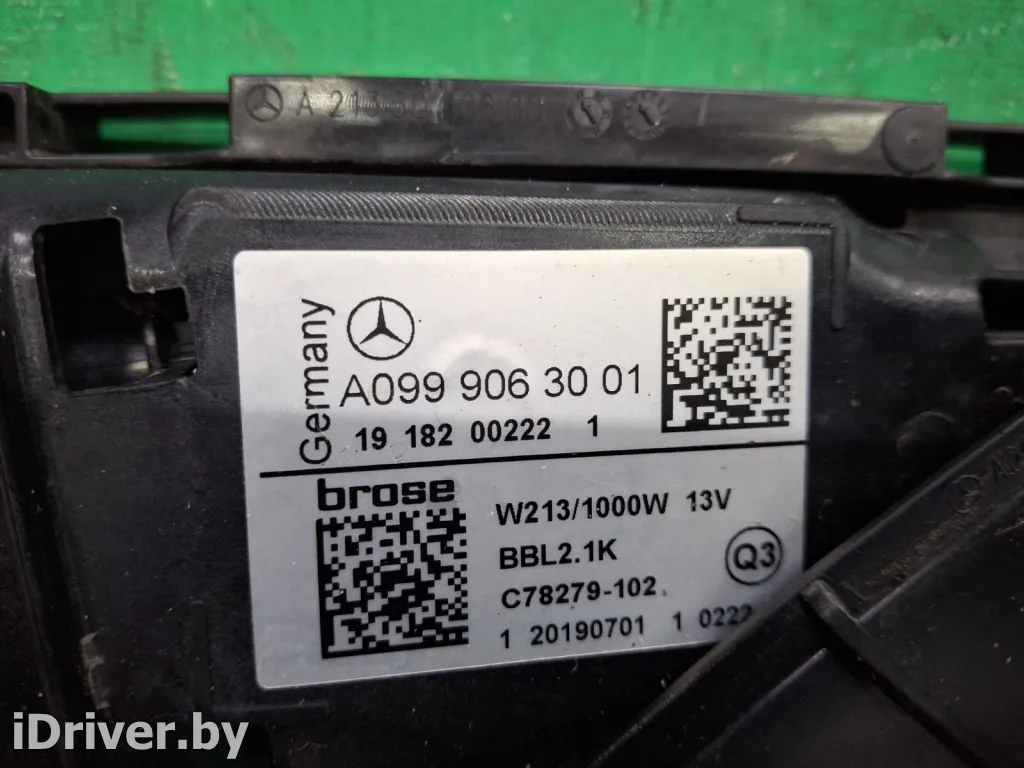 Germany
A099 906 30 01
19 182 00222 1
brose
W213/1000W 13V
BBL2.1K
Q3
C78279-102
1 20190701 1 0222
iDriver.by